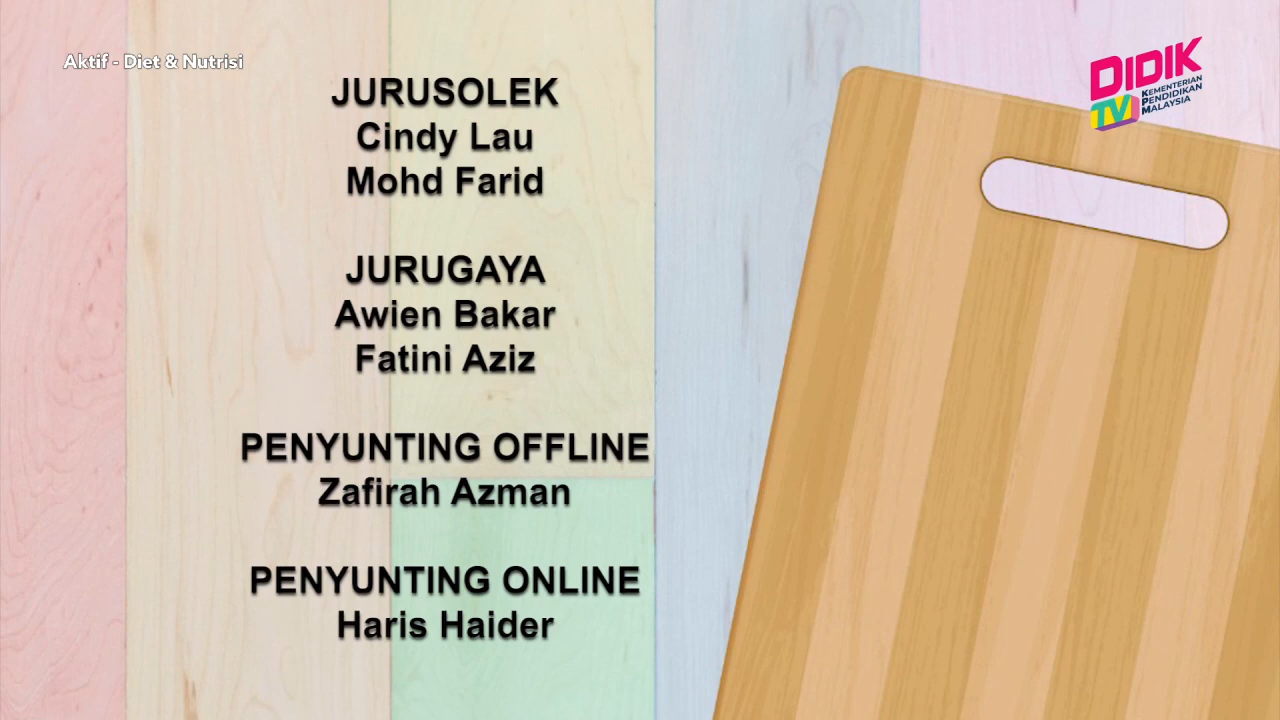 Aktif - Diet & Nutrisi
DIDIK
TV
KEMENTERIAN
PENDIDIKAN
MALAYSIA
JURUSOLEK
Cindy Lau
Mohd Farid
JURUGAYA
Awien Bakar
Fatini Aziz
PENYUNTING OFFLINE
Zafirah Azman
PENYUNTING ONLINE
Haris Haider